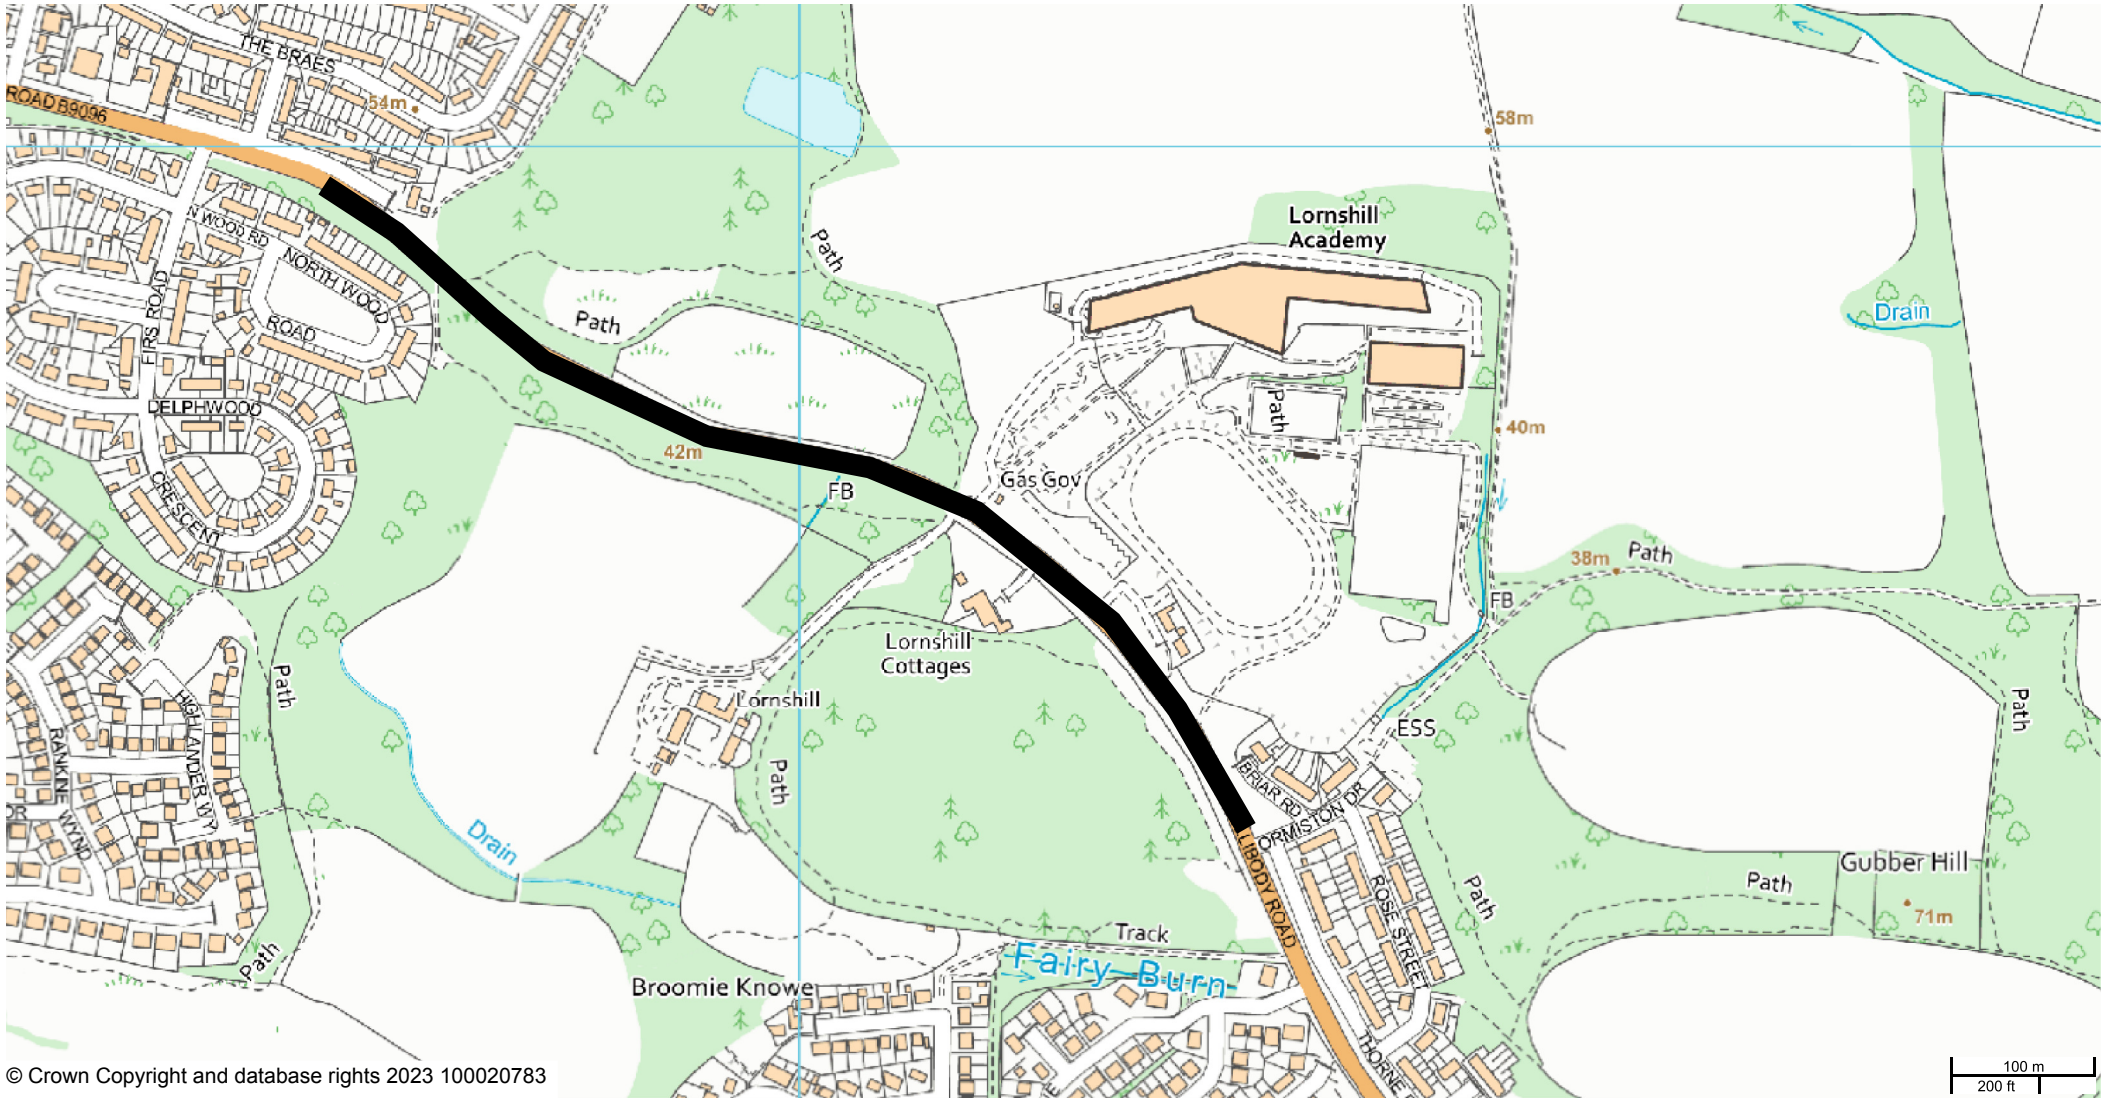 THE BRAES
ROAD B9096
54m
58m
N WOOD RD
NORTH WOOD
ROAD
FIRS ROAD
Path
Lornshill
Academy
Drain
Path
DELPHWOOD
CRESCENT
Path
42m
40m
Gas Gov
FB
38m
Path
FB
Lornshill
Cottages
Path
Lornshill
HIGHLANDER WY
RANKINE WYND
DR
Path
ESS
Path
BRIAR RD
ORMISTON DR
Drain
LIBODY ROAD
ROSE STREET
Path
Gubber Hill
Path
71m
Track
Path
Fairy Burn
Broomie Knowe
THORNE
© Crown Copyright and database rights 2023 100020783
100 m
200 ft